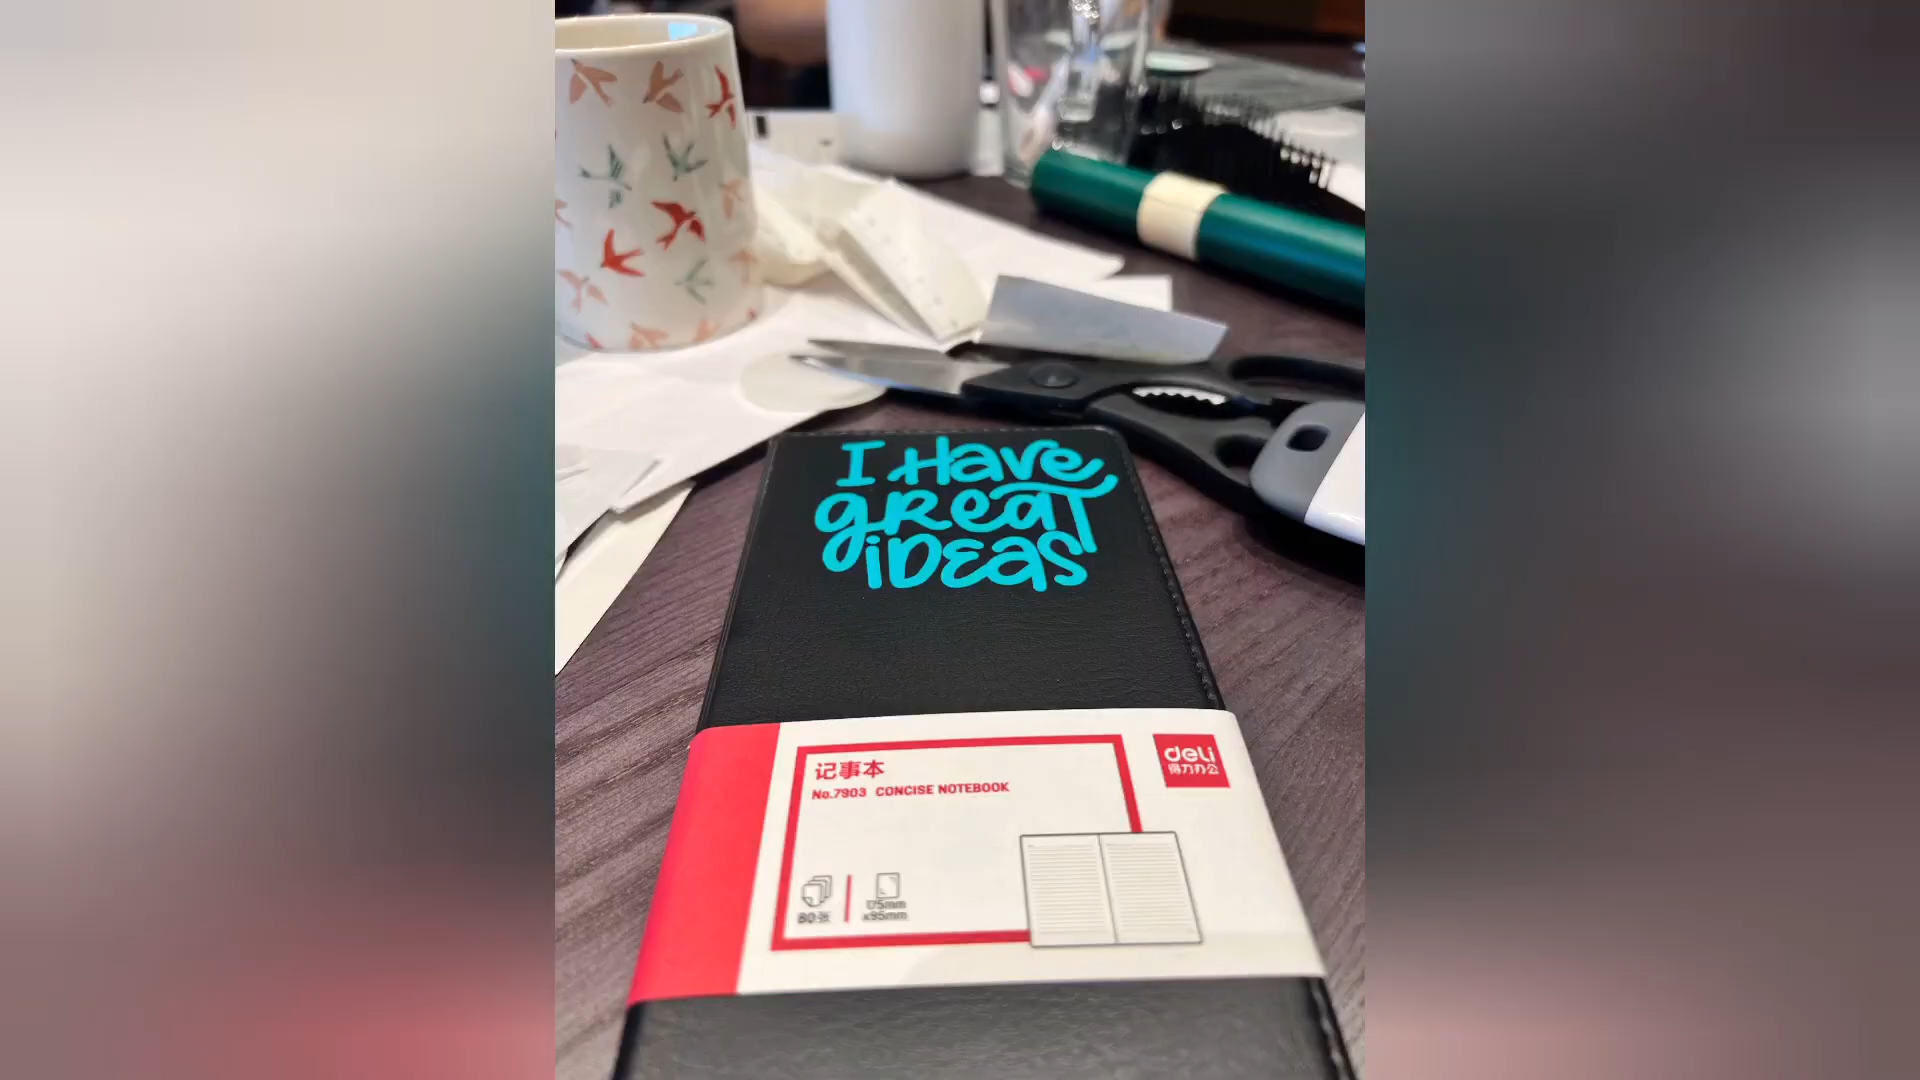 I Have
great
ideas
记事本
No.7903 CONCISE NOTEBOOK
deli
得力办公
80张
175mm
x95mm